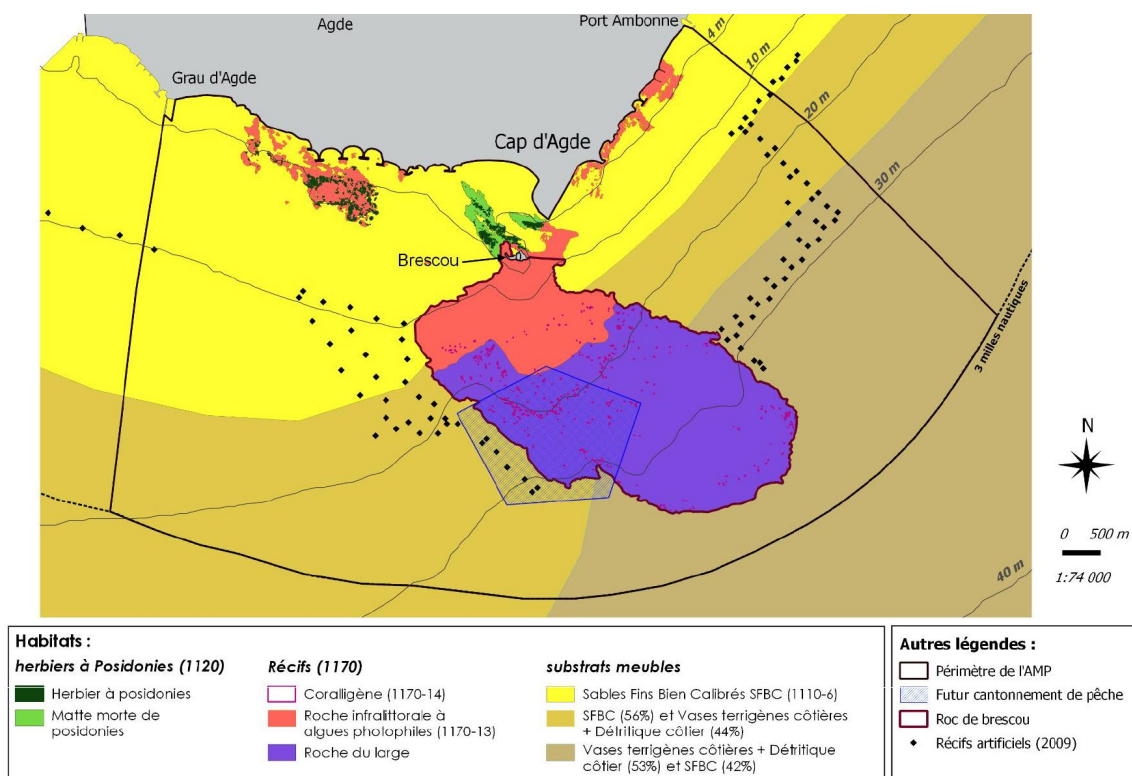 Agde
Port Ambonne
Grau d'Agde
Cap d'Agde
Brescou
4 m
10 m
20 m
30 m
40 m
3 milles nautiques
N
0 500 m
1:74 000
Habitats :
herbiers à Posidonies (1120)
Herbier à posidonies
Matte morte de
posidonies
Récifs (1170)
Coralligène (1170-14)
Roche infralittorale à
algues photophiles (1170-13)
Roche du large
substrats meubles
Sables Fins Bien Calibrés SFBC (1110-6)
SFBC (56%) et Vases terrigènes côtières
+ Détritique côtier (44%)
Vases terrigènes côtières + Détritique
côtier (53%) et SFBC (42%)
Autres légendes :
Périmètre de l'AMP
Futur cantonnement de pêche
Roc de brescou
Récifs artificiels (2009)